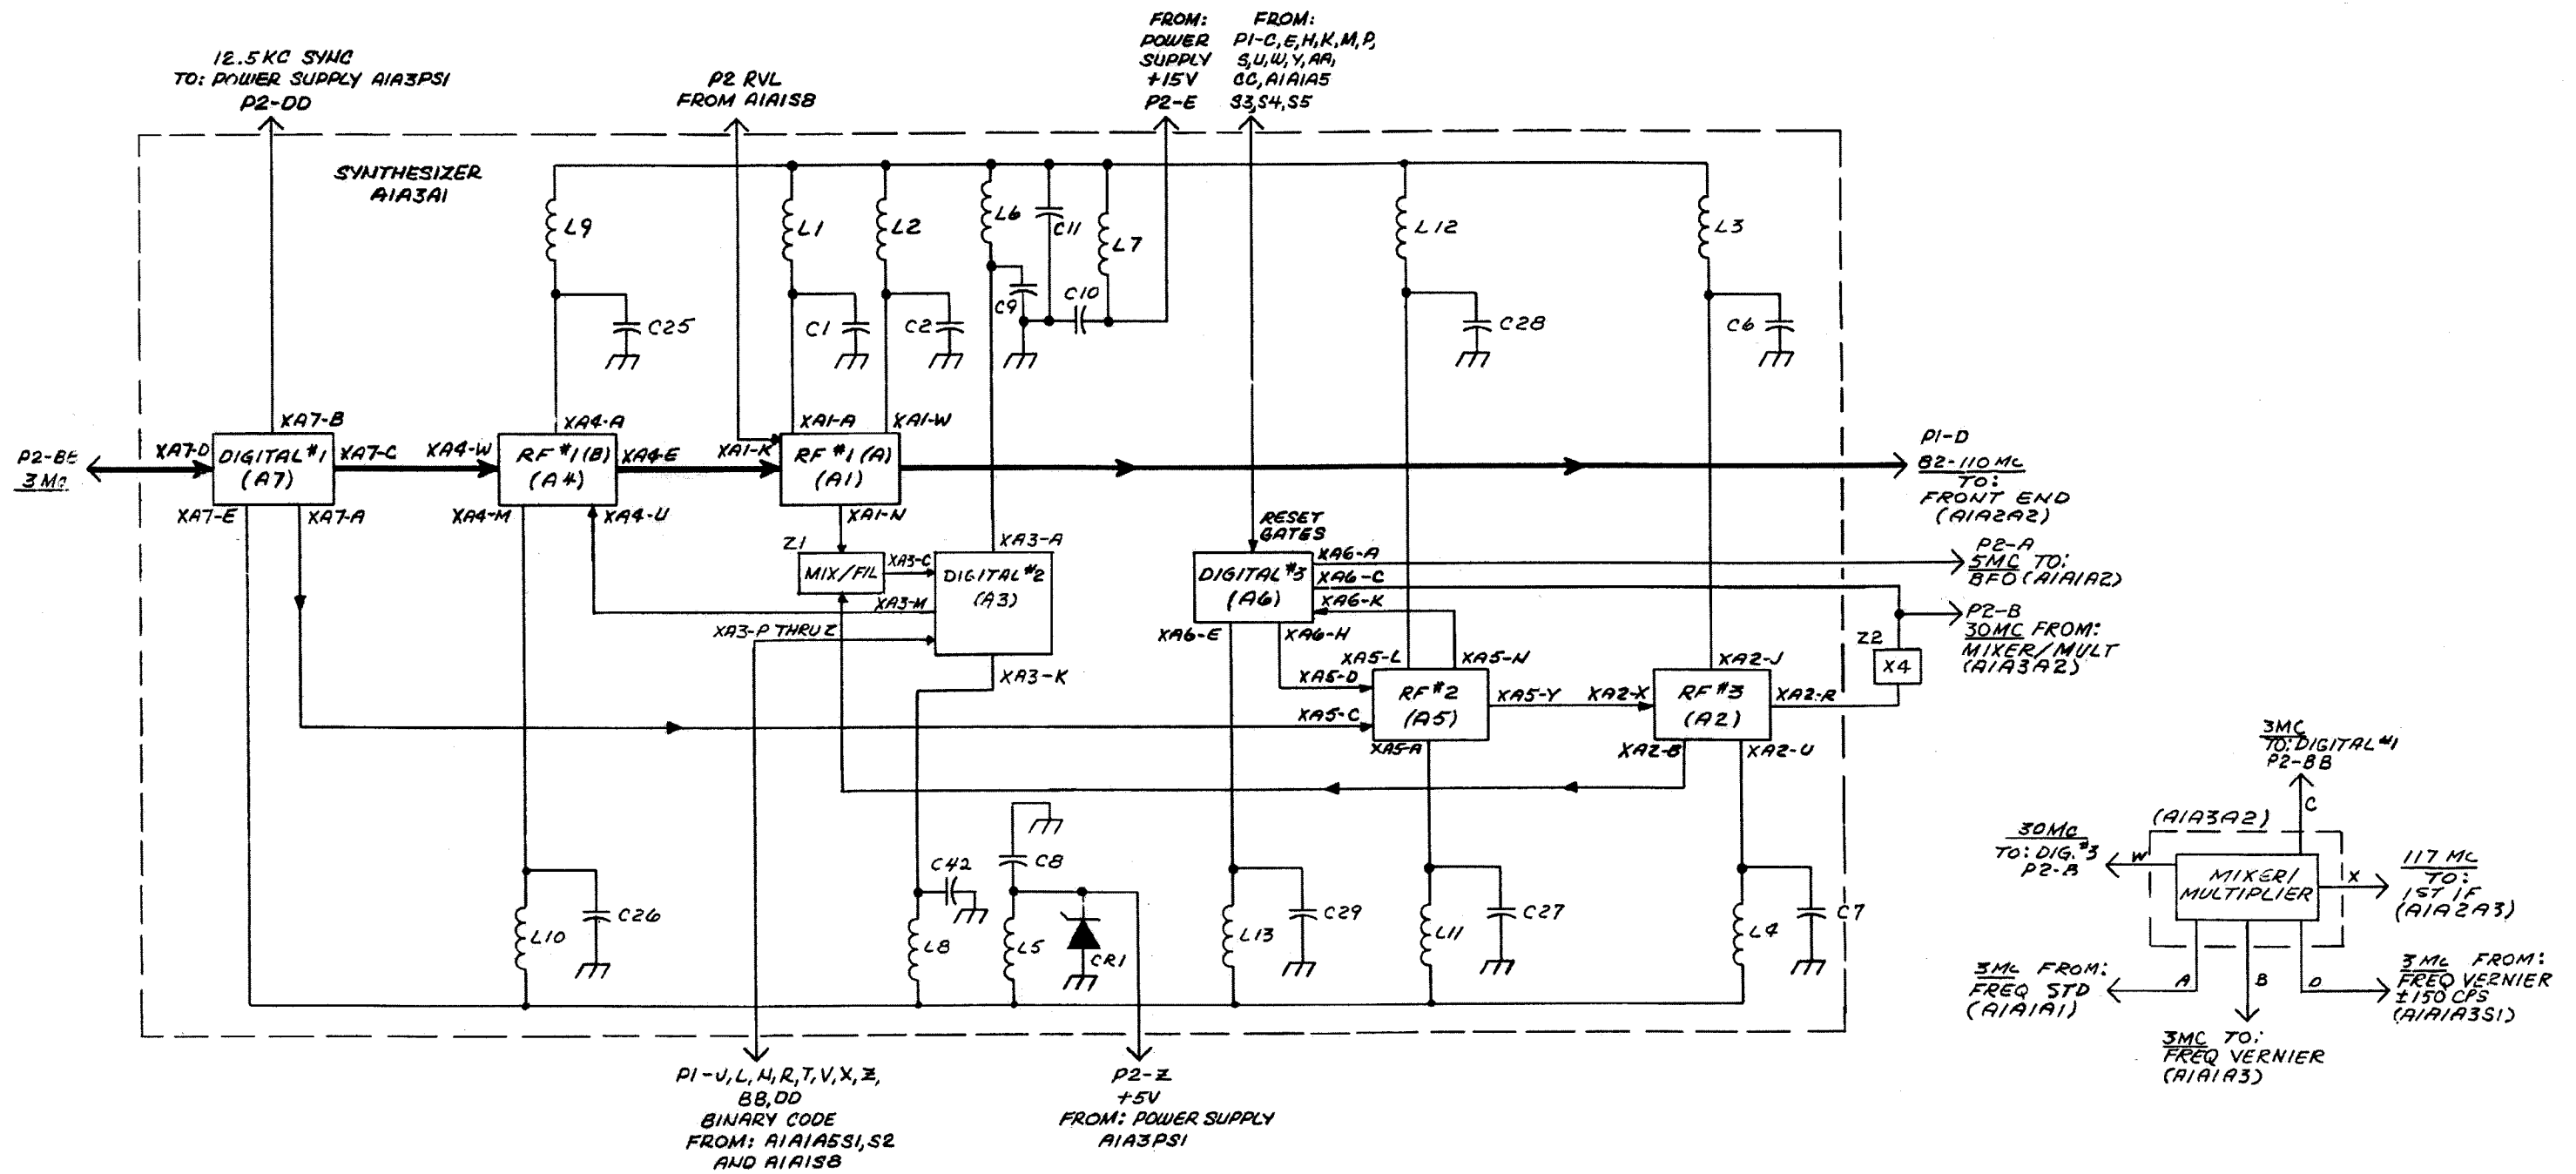 12.5KC SYNC
TO: POWER SUPPLY A1A3PS1
P2-DD
P2 RVL
FROM A1A1S8
FROM:
POWER
SUPPLY
+15V
P2-E
FROM:
P1-C,E,H,K,M,P,
S,U,W,Y,AA,
CC,A1A1A5
S3,S4,S5
SYNTHESIZER
A1A3A1
L9
L1
L2
L6
C11
L7
L12
L3
C25
C1
C2
C9
C10
C28
C6
XA7-B
XA4-A
XA1-A
XA1-W
P2-BB
3 Mc
XA7-D
DIGITAL #1
(A7)
XA7-C
XA4-W
RF #1(B)
(A4)
XA4-E
XA1-K
RF #1(A)
(A1)
P1-D
82-110 Mc
TO:
FRONT END
(A1A2A2)
XA7-E
XA7-A
XA4-M
XA4-U
XA1-N
RESET
GATES
Z1
MIX/FIL
XA3-C
XA3-A
DIGITAL #2
(A3)
XA3-M
XA3-P THRU Z
XA3-K
DIGITAL #3
(A6)
XA6-A
XA6-C
XA6-K
XA6-E
XA6-H
P2-A
5MC TO:
BFO(A1A1A2)
P2-B
30MC FROM:
MIXER/MULT
(A1A3A2)
Z2
X4
XA5-L
XA5-N
XA2-J
XA5-D
RF #2
(A5)
XA5-Y
XA2-X
RF #3
(A2)
XA2-R
XA5-C
XA5-A
XA2-B
XA2-U
C42
C8
C26
L10
L8
L5
CR1
L13
C29
L11
C27
L4
C7
P1-J,L,N,R,T,V,X,Z,
BB,DD
BINARY CODE
FROM: A1A1A5S1,S2
AND A1A1S8
P2-Z
+5V
FROM: POWER SUPPLY
A1A3PS1
3MC
TO:DIGITAL #1
P2-BB
C
(A1A3A2)
30Mc
TO: DIG. #3
P2-B
W
MIXER/
MULTIPLIER
X
117 MC
TO:
1ST IF
(A1A2A3)
3Mc FROM:
FREQ STD
(A1A1A1)
A
B
D
3 Mc FROM:
FREQ VERNIER
±150 CPS
(A1A1A3S1)
3MC TO:
FREQ VERNIER
(A1A1A3)